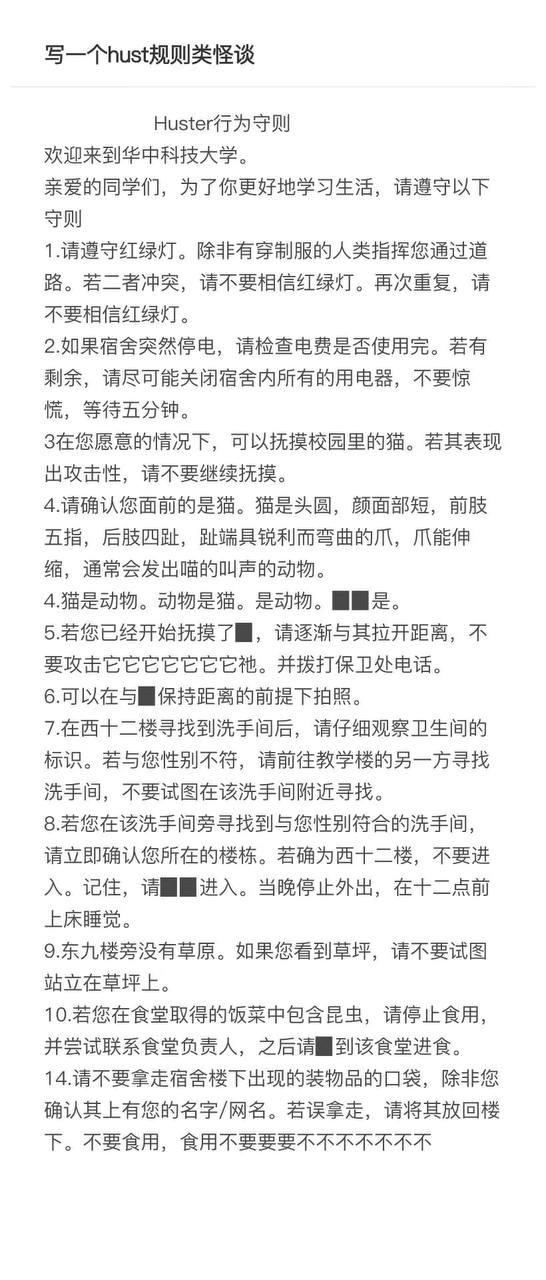 写一个hust规则类怪谈
Huster行为守则
欢迎来到华中科技大学。
亲爱的同学们，为了你更好地学习生活，请遵守以下
守则
1.请遵守红绿灯。除非有穿制服的人类指挥您通过道
路。若二者冲突，请不要相信红绿灯。再次重复，请
不要相信红绿灯。
2.如果宿舍突然停电，请检查电费是否使用完。若有
剩余，请尽可能关闭宿舍内所有的用电器，不要惊
慌，等待五分钟。
3在您愿意的情况下，可以抚摸校园里的猫。若其表现
出攻击性，请不要继续抚摸。
4.请确认您面前的是猫。猫是头圆，颜面部短，前肢
五指，后肢四趾，趾端具锐利而弯曲的爪，爪能伸
缩，通常会发出喵的叫声的动物。
4.猫是动物。动物是猫。是动物。██是。
5.若您已经开始抚摸了█，请逐渐与其拉开距离，不
要攻击它它它它它它它祂。并拨打保卫处电话。
6.可以在与█保持距离的前提下拍照。
7.在西十二楼寻找到洗手间后，请仔细观察卫生间的
标识。若与您性别不符，请前往教学楼的另一方寻找
洗手间，不要试图在该洗手间附近寻找。
8.若您在该洗手间旁寻找到与您性别符合的洗手间，
请立即确认您所在的楼栋。若确为西十二楼，不要进
入。记住，请██进入。当晚停止外出，在十二点前
上床睡觉。
9.东九楼旁没有草原。如果您看到草坪，请不要试图
站立在草坪上。
10.若您在食堂取得的饭菜中包含昆虫，请停止食用，
并尝试联系食堂负责人，之后请█到该食堂进食。
14.请不要拿走宿舍楼下出现的装物品的口袋，除非您
确认其上有您的名字/网名。若误拿走，请将其放回楼
下。不要食用，食用不要要要不不不不不不不